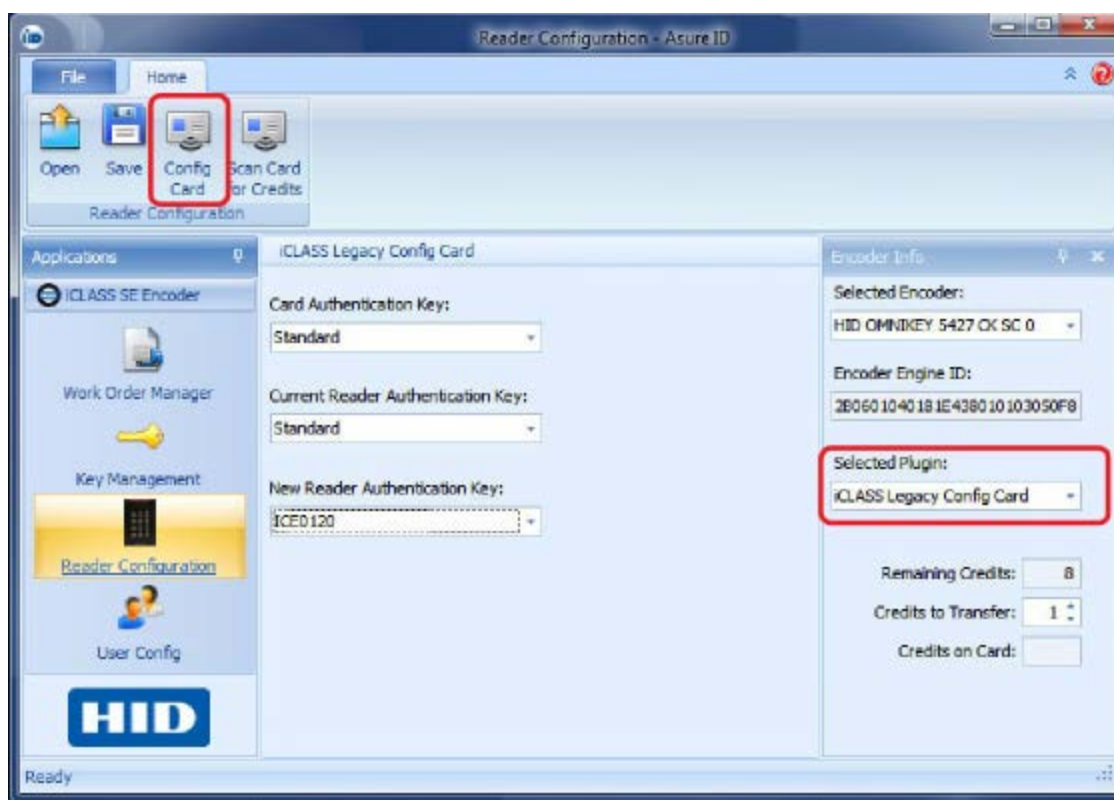 Reader Configuration - Asure ID
File Home
Open Save Config Card Scan Card for Credits
Reader Configuration
Applications
iCLASS SE Encoder
Work Order Manager
Key Management
Reader Configuration
User Config
HID
iCLASS Legacy Config Card
Card Authentication Key:
Standard
Current Reader Authentication Key:
Standard
New Reader Authentication Key:
ICE0120
Encoder Info
Selected Encoder:
HID OMNIKEY 5427 CK SC 0
Encoder Engine ID:
2B0601040181E438010103050F8
Selected Plugin:
iCLASS Legacy Config Card
Remaining Credits: 8
Credits to Transfer: 1
Credits on Card:
Ready